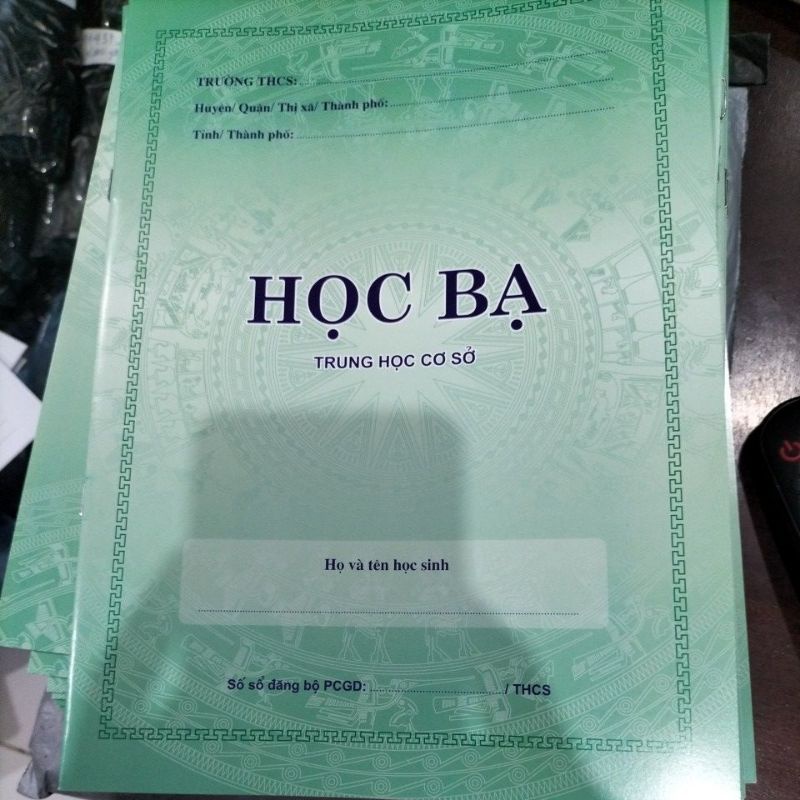 TRƯỜNG THCS:
Huyện/ Quận/ Thị xã/ Thành phố:
Tỉnh/ Thành phố:
HỌC BẠ
TRUNG HỌC CƠ SỞ
Họ và tên học sinh
Số sổ đăng bộ PCGD: ................................/ THCS